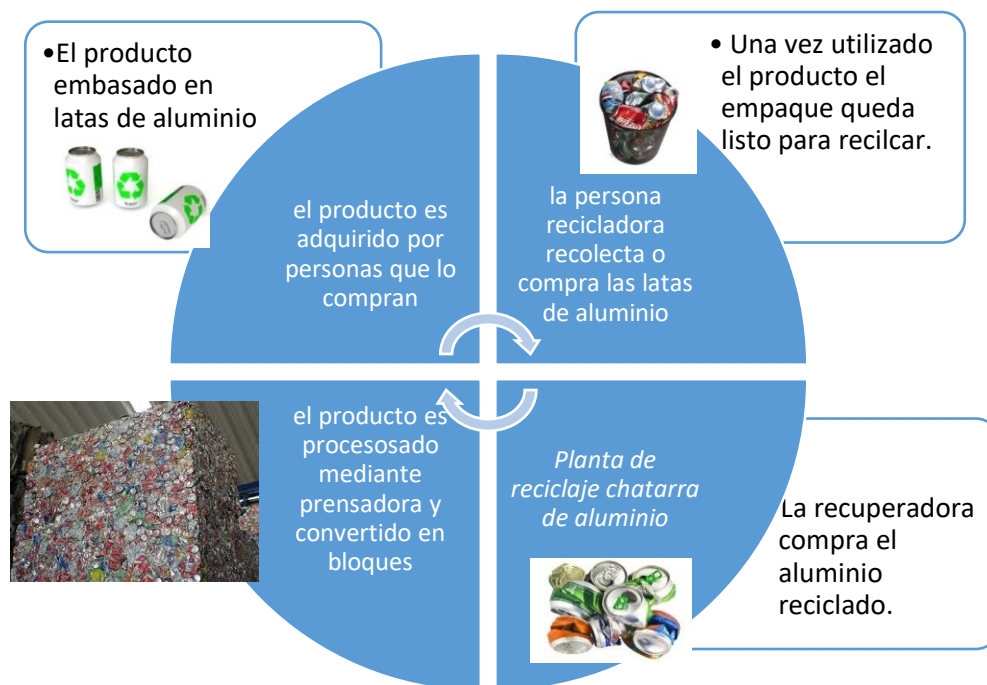 •El producto
embasado en
latas de aluminio
• Una vez utilizado
el producto el
empaque queda
listo para recilcar.
el producto es
adquirido por
personas que lo
compran
la persona
recicladora
recolecta o
compra las latas
de aluminio
el producto es
procesosado
mediante
prensadora y
convertido en
bloques
Planta de
reciclaje chatarra
de aluminio
La recuperadora
compra el
aluminio
reciclado.